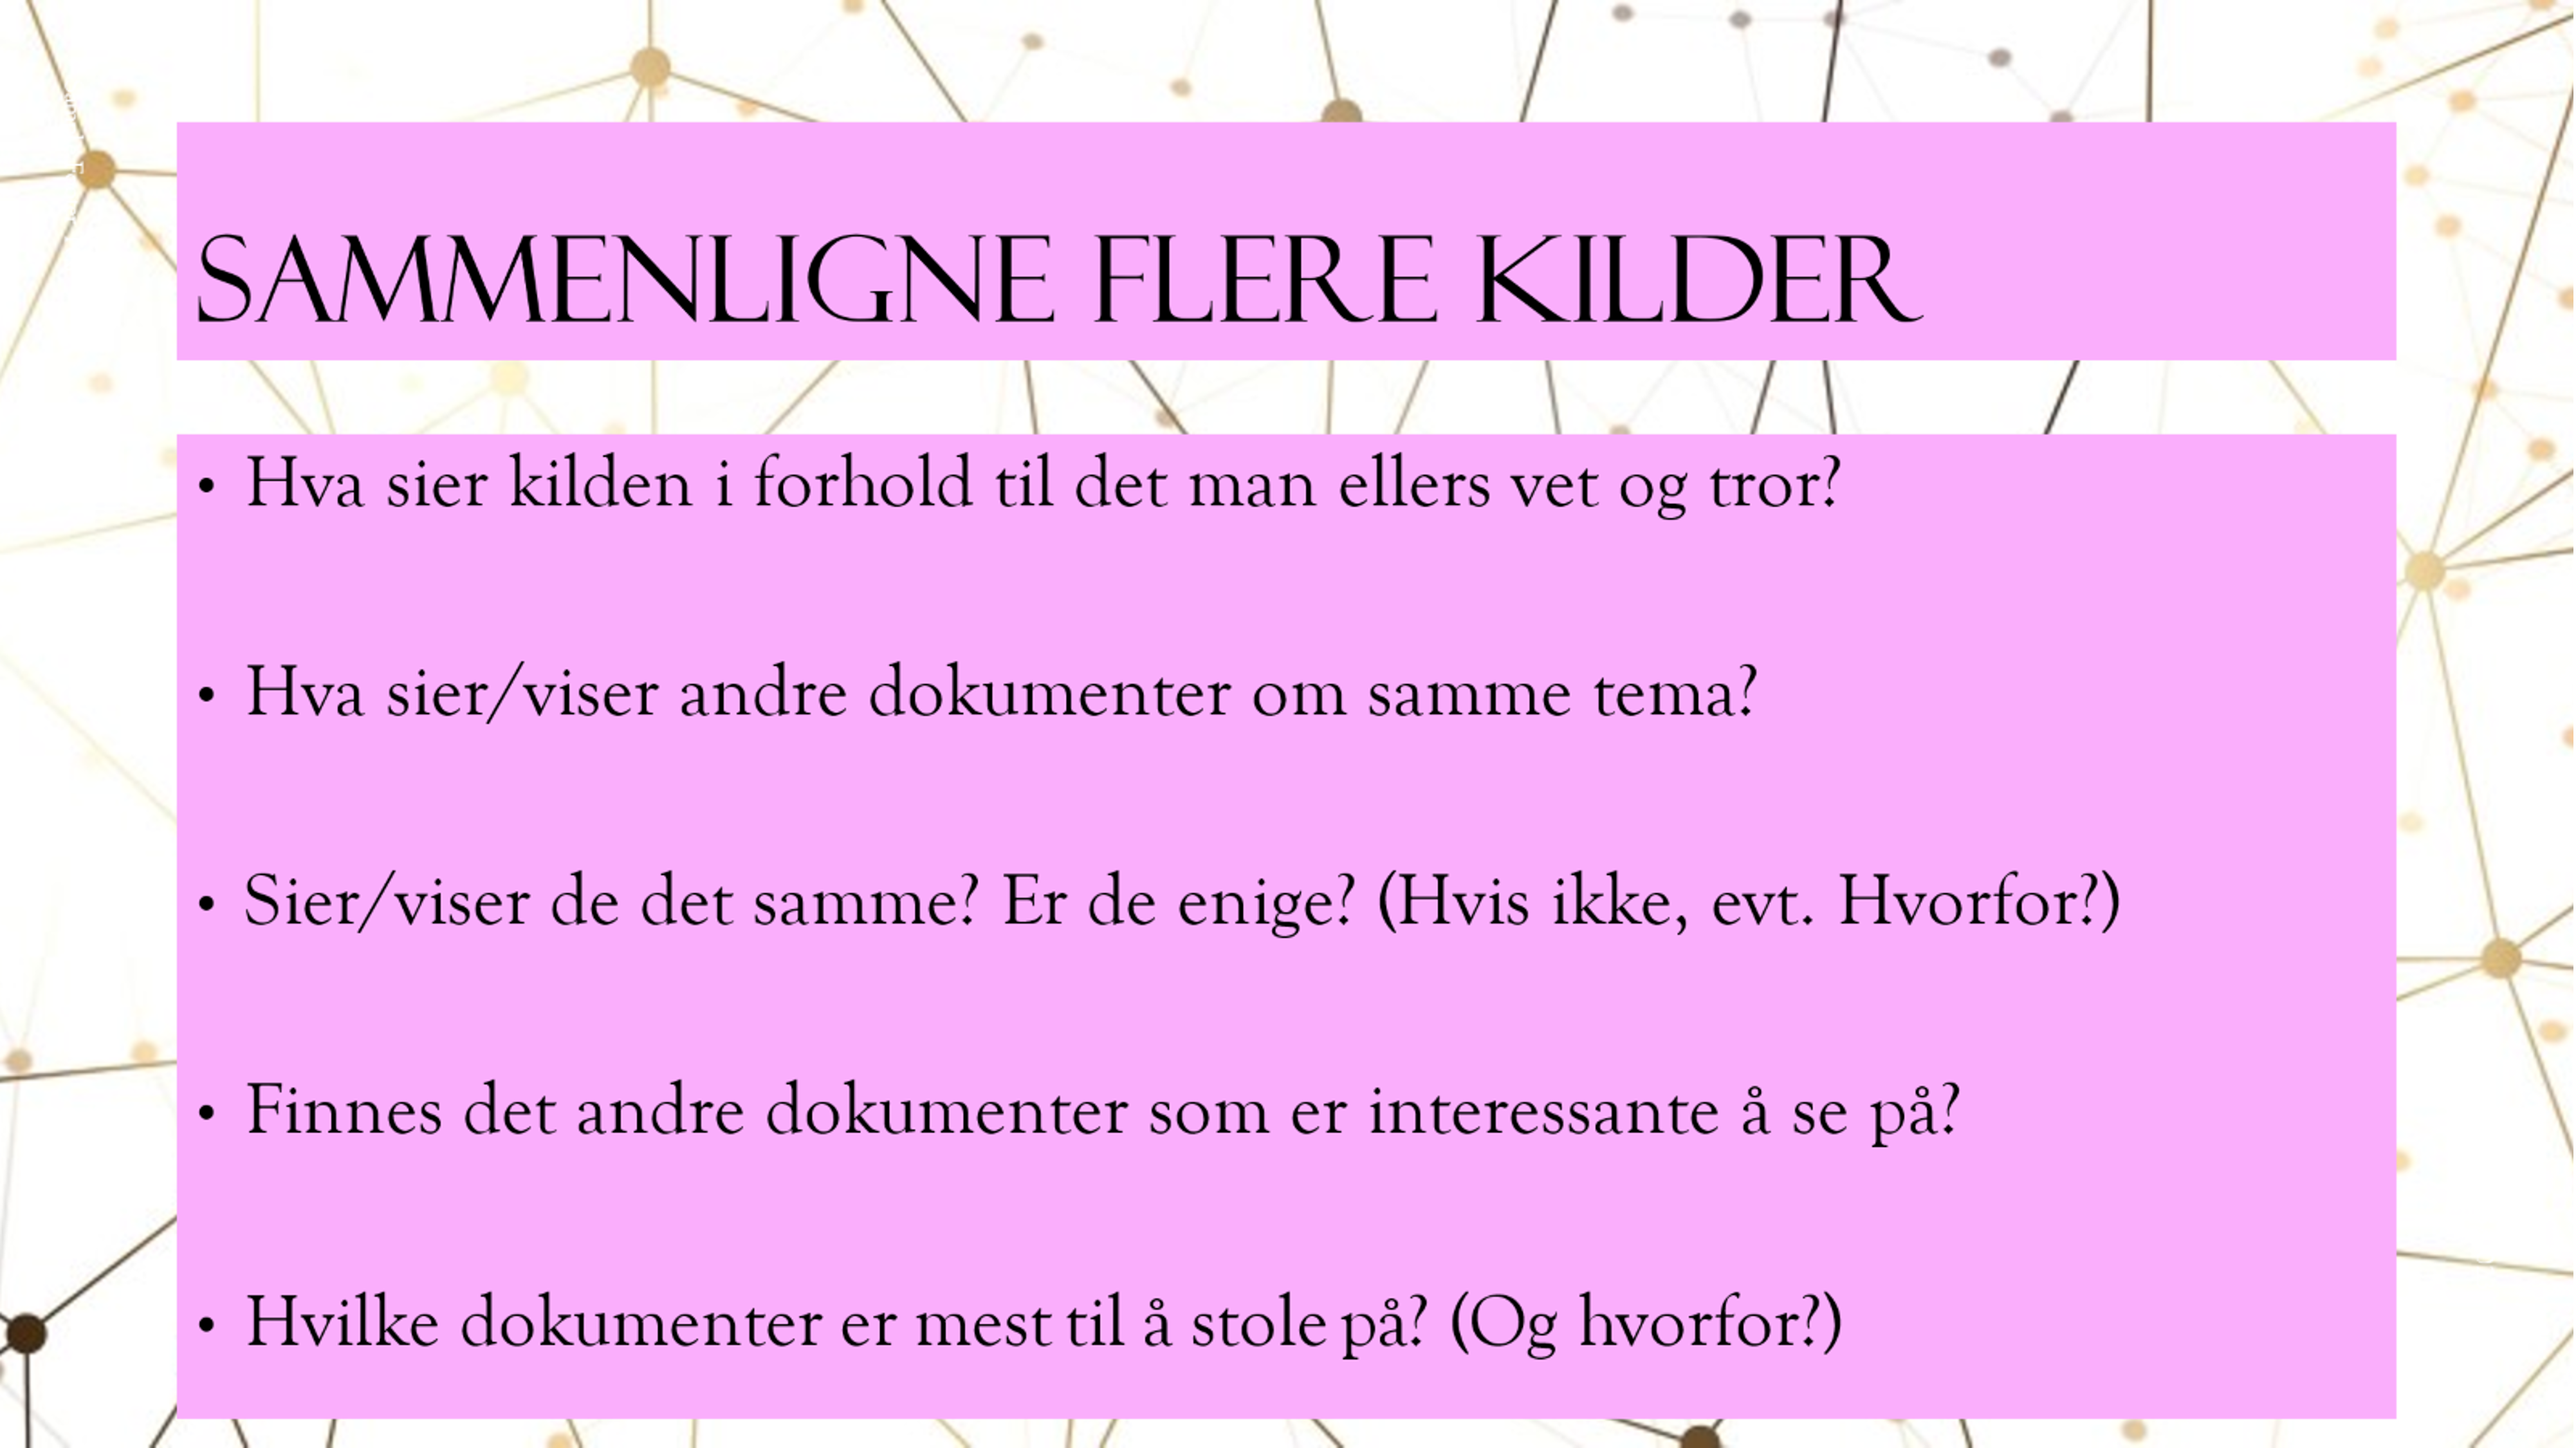 SAMMENLIGNE FLERE KILDER
• Hva sier kilden i forhold til det man ellers vet og tror?
• Hva sier/viser andre dokumenter om samme tema?
• Sier/viser de det samme? Er de enige? (Hvis ikke, evt. Hvorfor?)
• Finnes det andre dokumenter som er interessante å se på?
• Hvilke dokumenter er mest til å stole på? (Og hvorfor?)